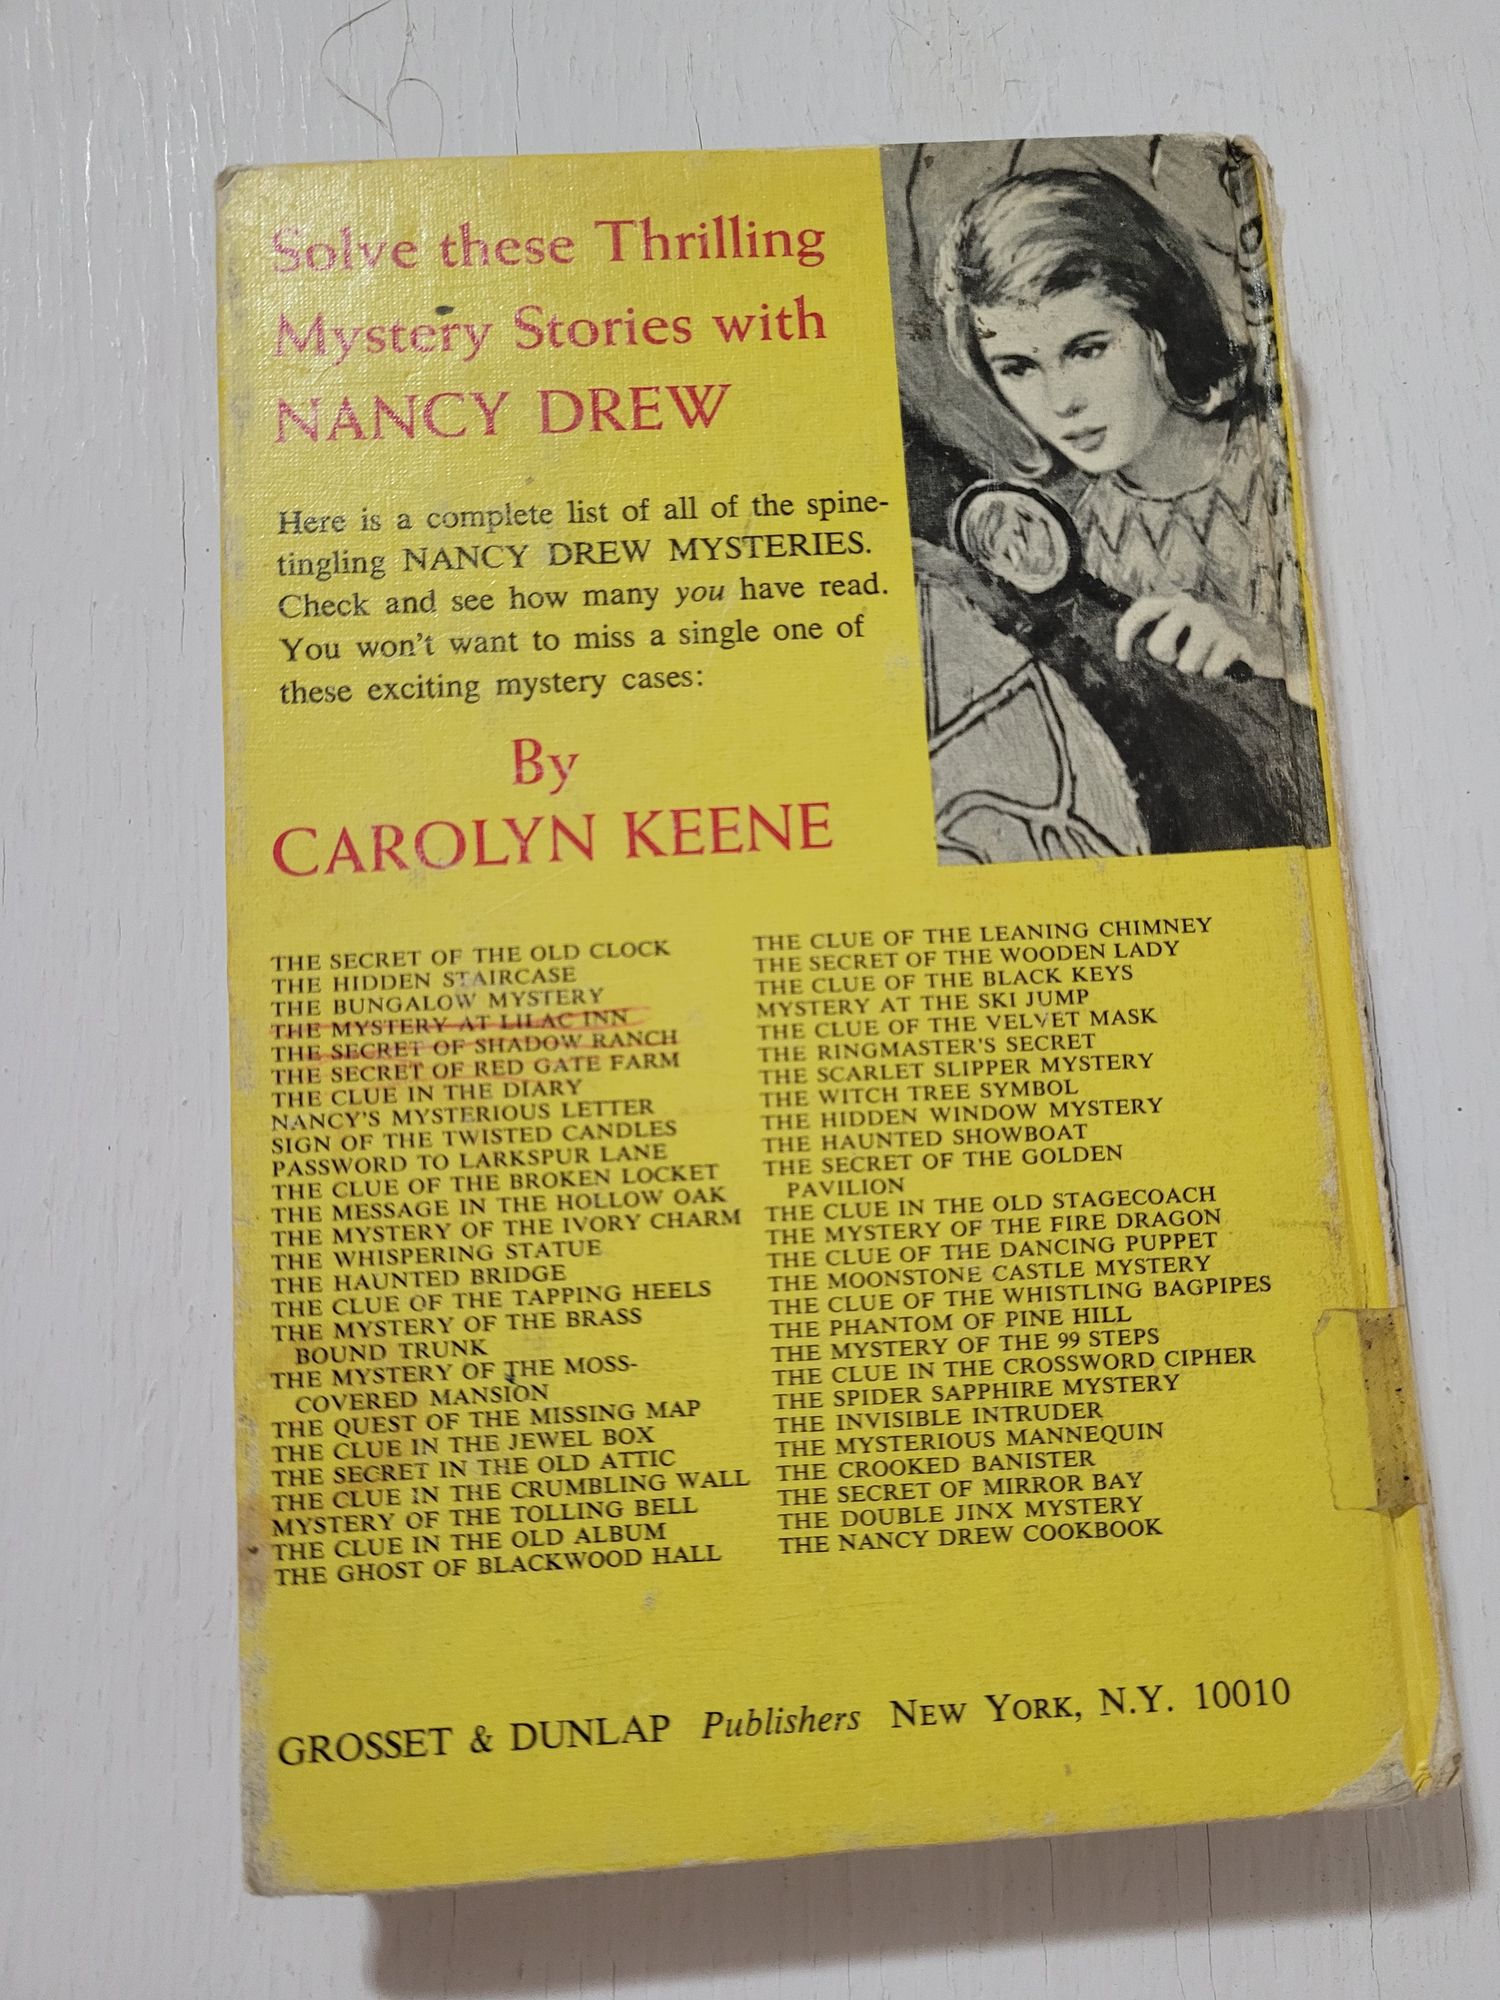 Solve these Thrilling
Mystery Stories with
NANCY DREW
Here is a complete list of all of the spine-
tingling NANCY DREW MYSTERIES.
Check and see how many you have read.
You won't want to miss a single one of
these exciting mystery cases:
By
CAROLYN KEENE
THE SECRET OF THE OLD CLOCK
THE HIDDEN STAIRCASE
THE BUNGALOW MYSTERY
THE MYSTERY AT LILAC INN
THE SECRET OF SHADOW RANCH
THE SECRET OF RED GATE FARM
THE CLUE IN THE DIARY
NANCY'S MYSTERIOUS LETTER
SIGN OF THE TWISTED CANDLES
PASSWORD TO LARKSPUR LANE
THE CLUE OF THE BROKEN LOCKET
THE MESSAGE IN THE HOLLOW OAK
THE MYSTERY OF THE IVORY CHARM
THE WHISPERING STATUE
THE HAUNTED BRIDGE
THE CLUE OF THE TAPPING HEELS
THE MYSTERY OF THE BRASS
BOUND TRUNK
THE MYSTERY OF THE MOSS-
COVERED MANSION
THE QUEST OF THE MISSING MAP
THE CLUE IN THE JEWEL BOX
THE SECRET IN THE OLD ATTIC
THE CLUE IN THE CRUMBLING WALL
MYSTERY OF THE TOLLING BELL
THE CLUE IN THE OLD ALBUM
THE GHOST OF BLACKWOOD HALL
THE CLUE OF THE LEANING CHIMNEY
THE SECRET OF THE WOODEN LADY
THE CLUE OF THE BLACK KEYS
MYSTERY AT THE SKI JUMP
THE CLUE OF THE VELVET MASK
THE RINGMASTER'S SECRET
THE SCARLET SLIPPER MYSTERY
THE WITCH TREE SYMBOL
THE HIDDEN WINDOW MYSTERY
THE HAUNTED SHOWBOAT
THE SECRET OF THE GOLDEN
PAVILION
THE CLUE IN THE OLD STAGECOACH
THE MYSTERY OF THE FIRE DRAGON
THE CLUE OF THE DANCING PUPPET
THE MOONSTONE CASTLE MYSTERY
THE CLUE OF THE WHISTLING BAGPIPES
THE PHANTOM OF PINE HILL
THE MYSTERY OF THE 99 STEPS
THE CLUE IN THE CROSSWORD CIPHER
THE SPIDER SAPPHIRE MYSTERY
THE INVISIBLE INTRUDER
THE MYSTERIOUS MANNEQUIN
THE CROOKED BANISTER
THE SECRET OF MIRROR BAY
THE DOUBLE JINX MYSTERY
THE NANCY DREW COOKBOOK
GROSSET & DUNLAP Publishers NEW YORK, N.Y. 10010